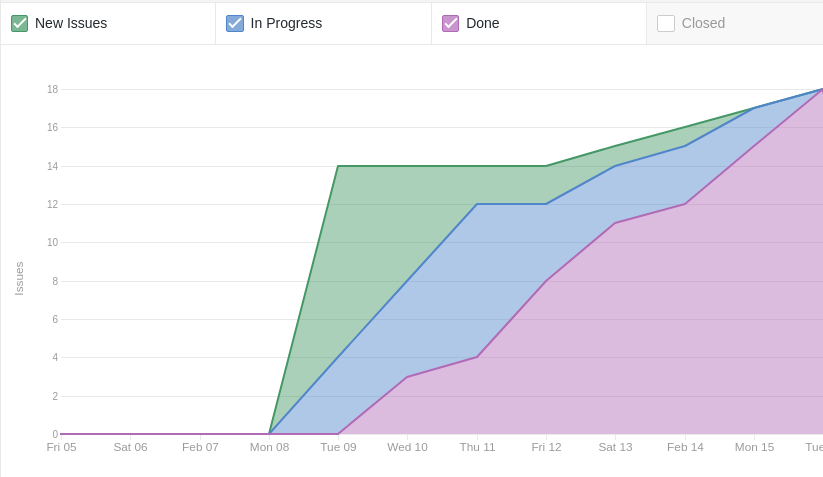 New Issues
In Progress
Done
Closed
18
16
14
12
10
8
6
4
2
0
Issues
Fri 05
Sat 06
Feb 07
Mon 08
Tue 09
Wed 10
Thu 11
Fri 12
Sat 13
Feb 14
Mon 15
Tue